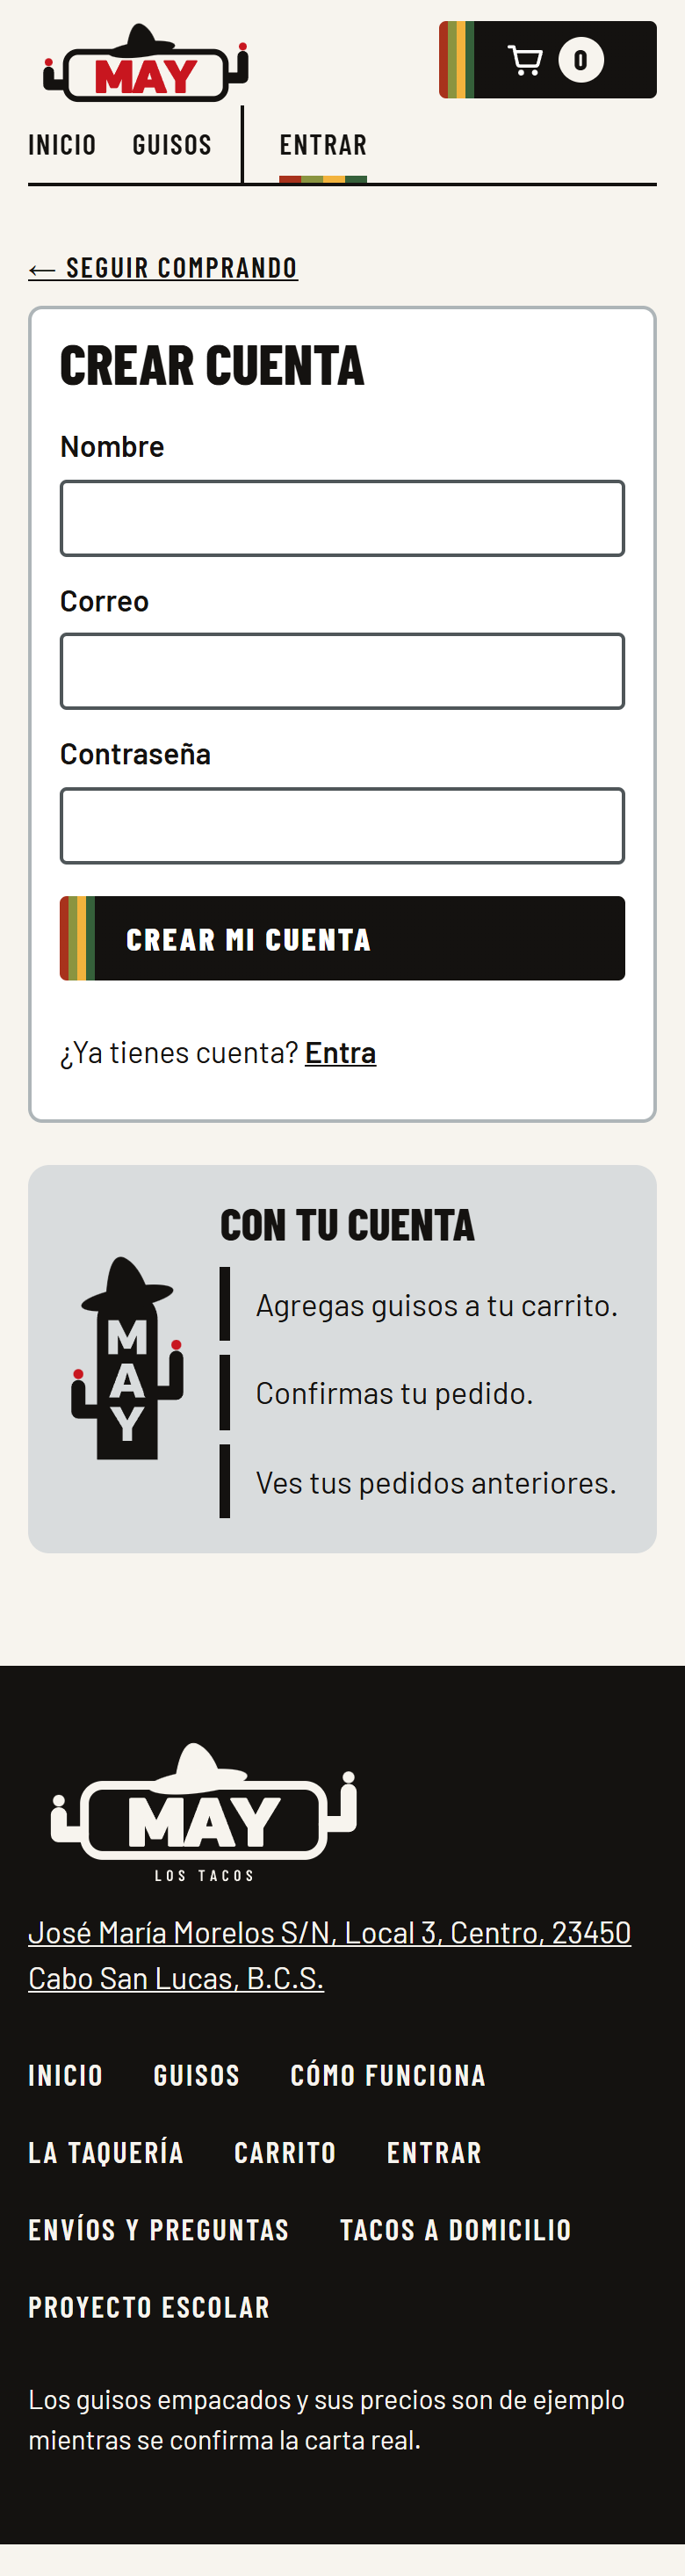 MAY
0
INICIO GUISOS ENTRAR
← SEGUIR COMPRANDO
CREAR CUENTA
Nombre
Correo
Contraseña
CREAR MI CUENTA
¿Ya tienes cuenta? Entra
CON TU CUENTA
MAY
Agregas guisos a tu carrito.
Confirmas tu pedido.
Ves tus pedidos anteriores.
MAY
LOS TACOS
José María Morelos S/N, Local 3, Centro, 23450
Cabo San Lucas, B.C.S.
INICIO GUISOS CÓMO FUNCIONA
LA TAQUERÍA CARRITO ENTRAR
ENVÍOS Y PREGUNTAS TACOS A DOMICILIO
PROYECTO ESCOLAR
Los guisos empacados y sus precios son de ejemplo
mientras se confirma la carta real.